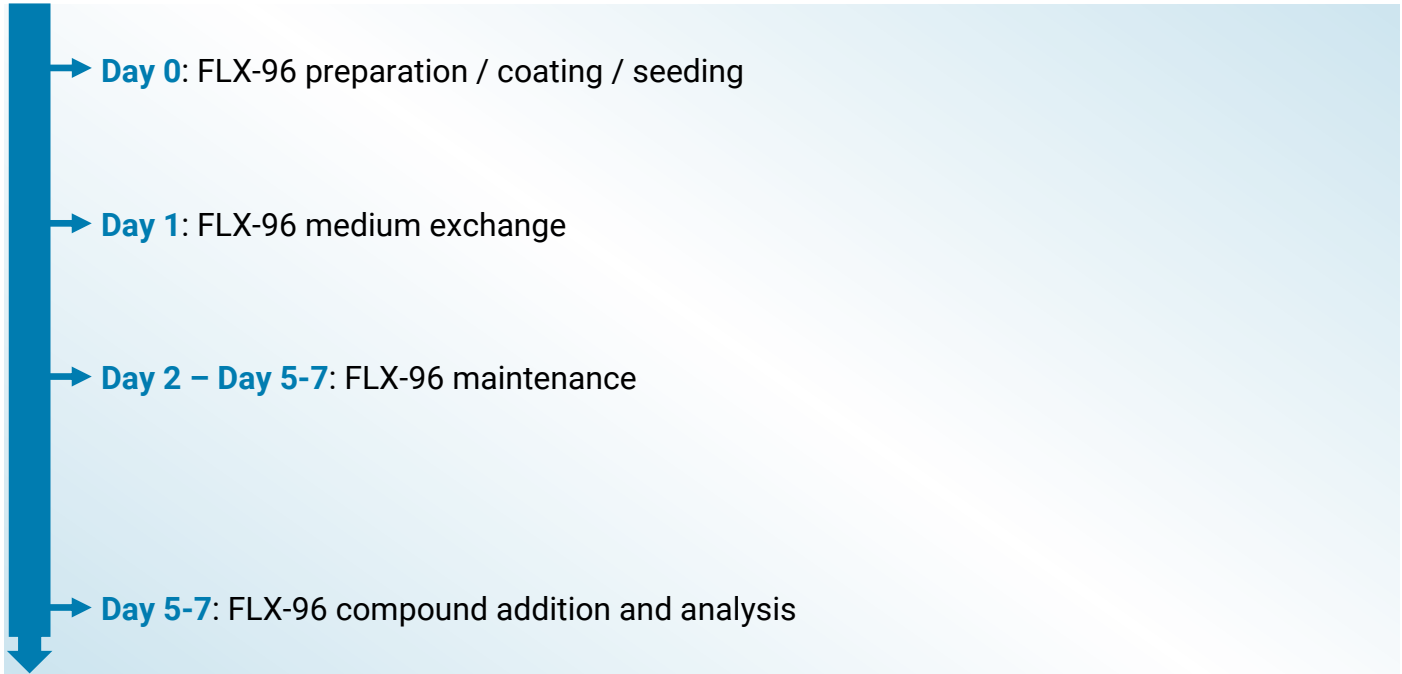 Day 0: FLX-96 preparation / coating / seeding
Day 1: FLX-96 medium exchange
Day 2 – Day 5-7: FLX-96 maintenance
Day 5-7: FLX-96 compound addition and analysis